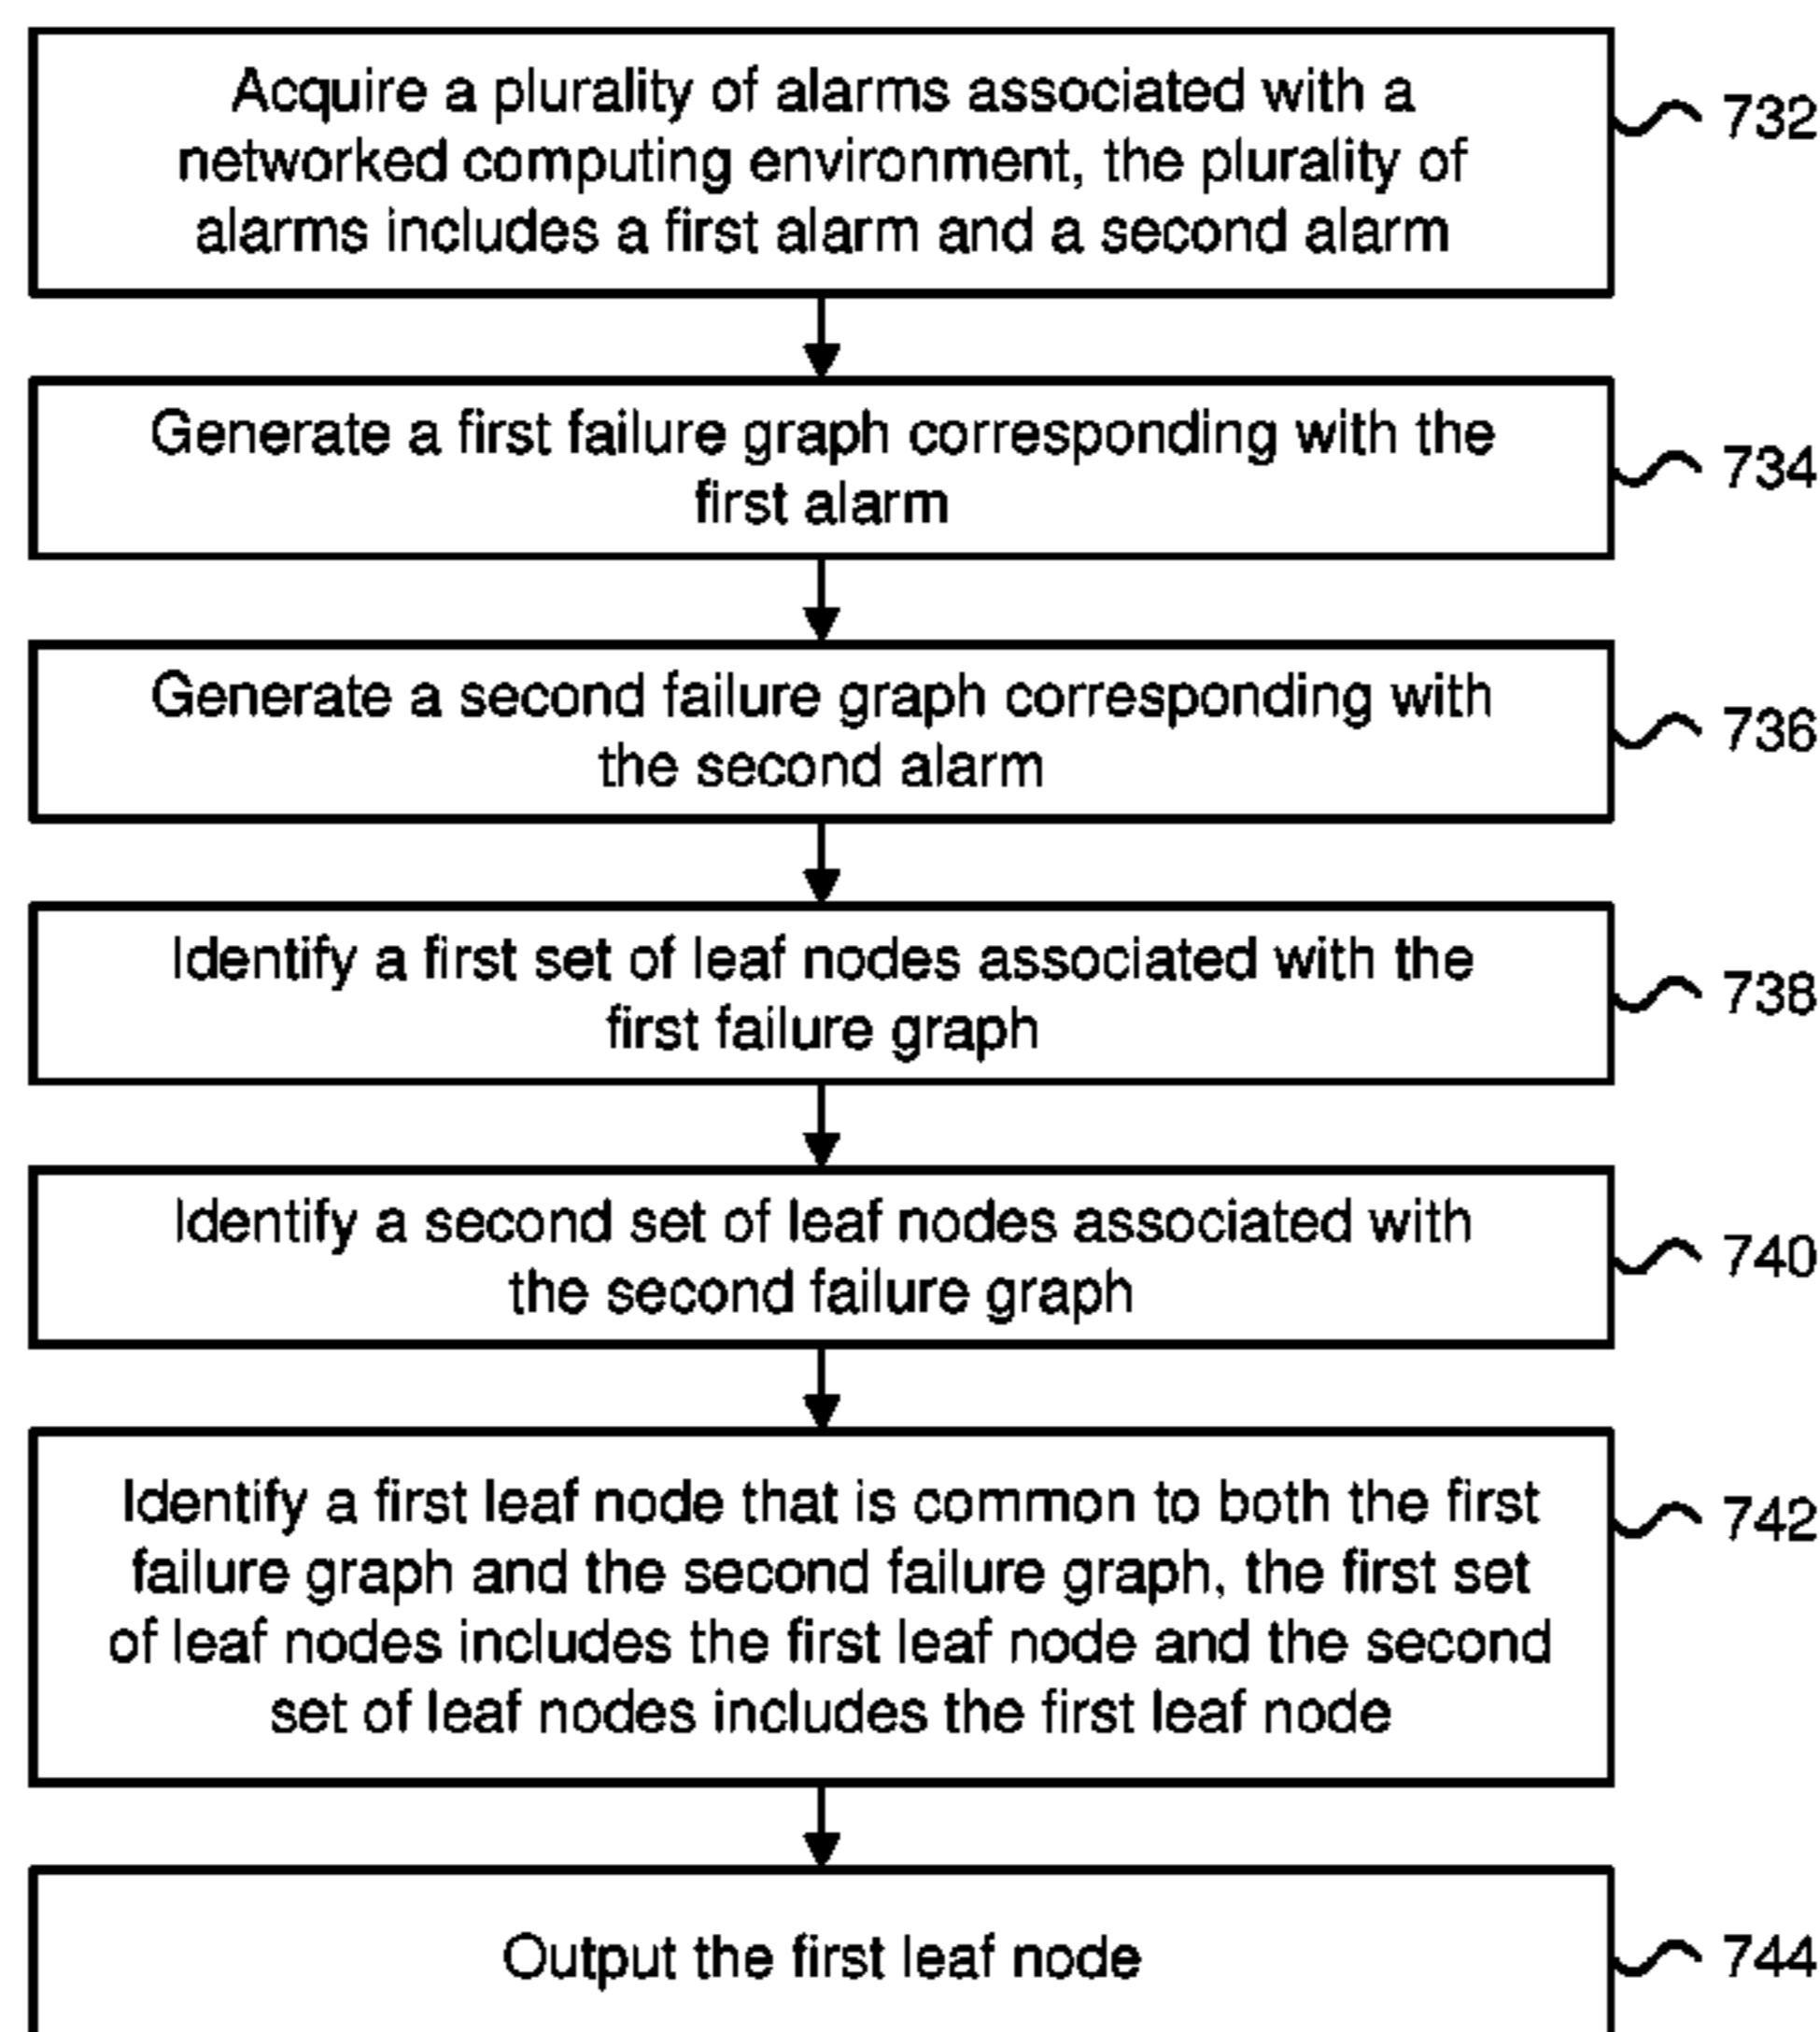 Acquire a plurality of alarms associated with a
networked computing environment, the plurality of
alarms includes a first alarm and a second alarm
732
Generate a first failure graph corresponding with the
first alarm
734
Generate a second failure graph corresponding with
the second alarm
736
Identify a first set of leaf nodes associated with the
first failure graph
738
Identify a second set of leaf nodes associated with
the second failure graph
740
Identify a first leaf node that is common to both the first
failure graph and the second failure graph, the first set
of leaf nodes includes the first leaf node and the second
set of leaf nodes includes the first leaf node
742
Output the first leaf node
744